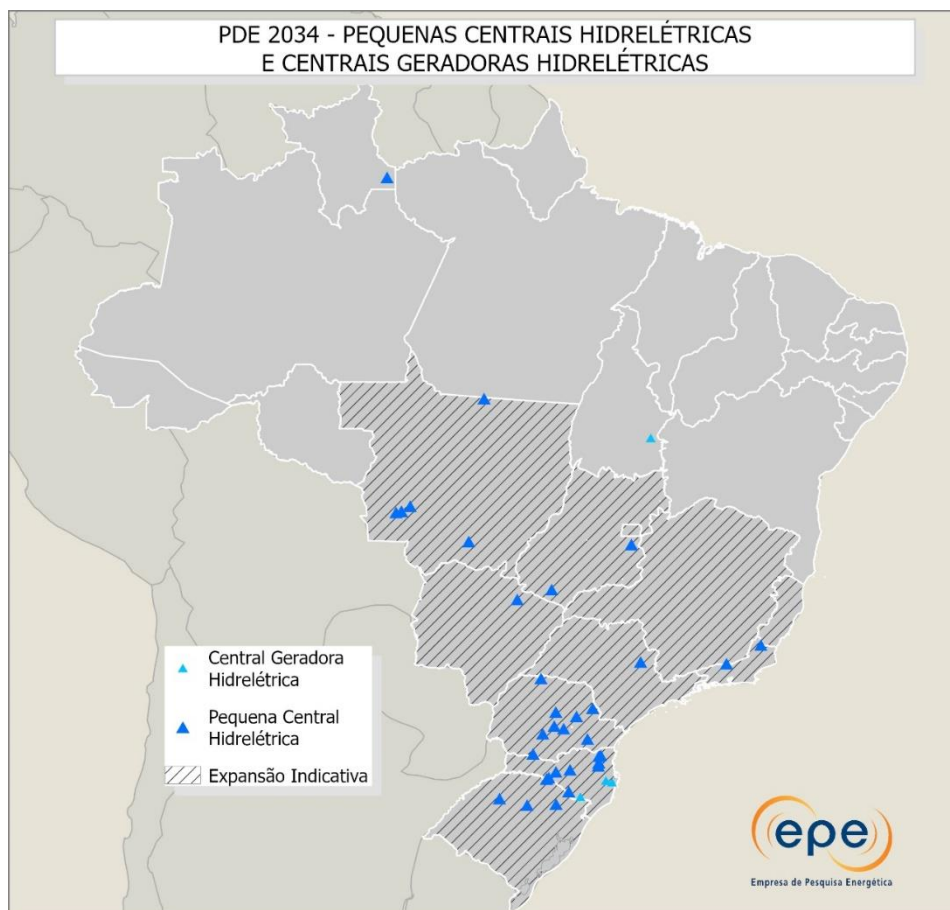 PDE 2034 - PEQUENAS CENTRAIS HIDRELÉTRICAS
E CENTRAIS GERADORAS HIDRELÉTRICAS
Central Geradora
Hidrelétrica
Pequena Central
Hidrelétrica
Expansão Indicativa
epe
Empresa de Pesquisa Energética